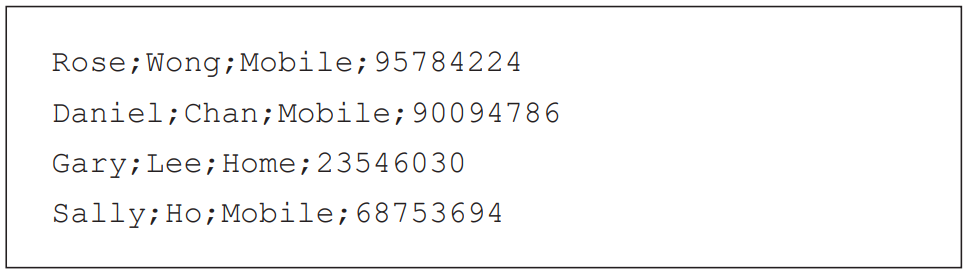 Rose;Wong;Mobile;95784224
Daniel;Chan;Mobile;90094786
Gary;Lee;Home;23546030
Sally;Ho;Mobile;68753694